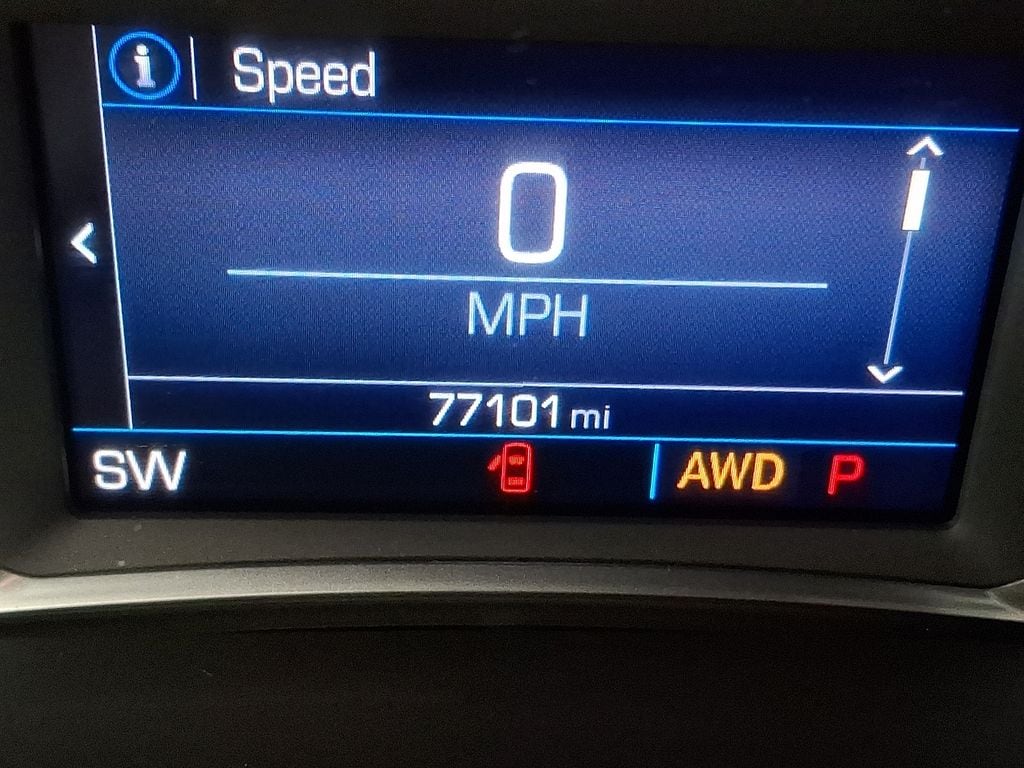 i Speed
0
MPH
77101 mi
SW AWD P